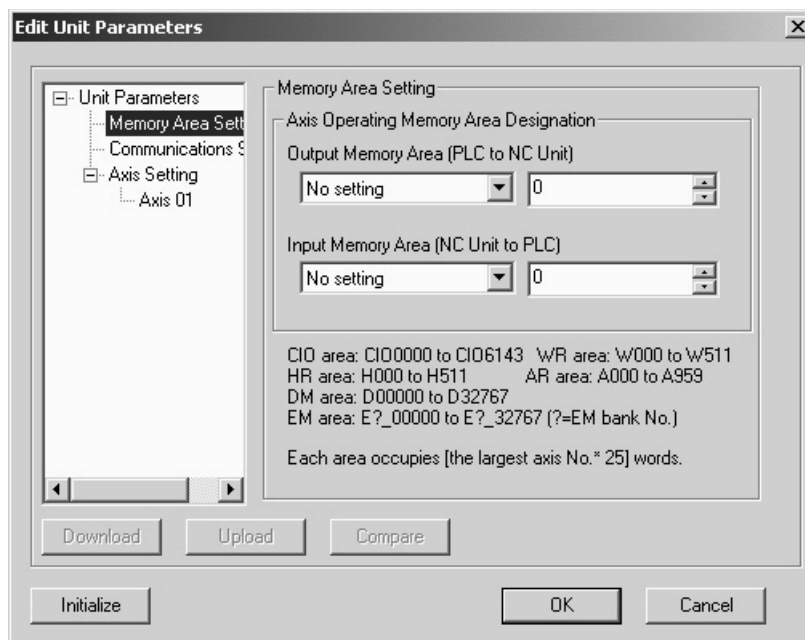 Edit Unit Parameters
Unit Parameters
Memory Area Sett
Communications S
Axis Setting
Axis 01
Memory Area Setting
Axis Operating Memory Area Designation
Output Memory Area (PLC to NC Unit)
No setting 0
Input Memory Area (NC Unit to PLC)
No setting 0
CIO area: CIO0000 to CIO6143 WR area: W000 to W511
HR area: H000 to H511 AR area: A000 to A959
DM area: D00000 to D32767
EM area: E?_00000 to E?_32767 (?=EM bank No.)
Each area occupies [the largest axis No.* 25] words.
Download Upload Compare
Initialize OK Cancel